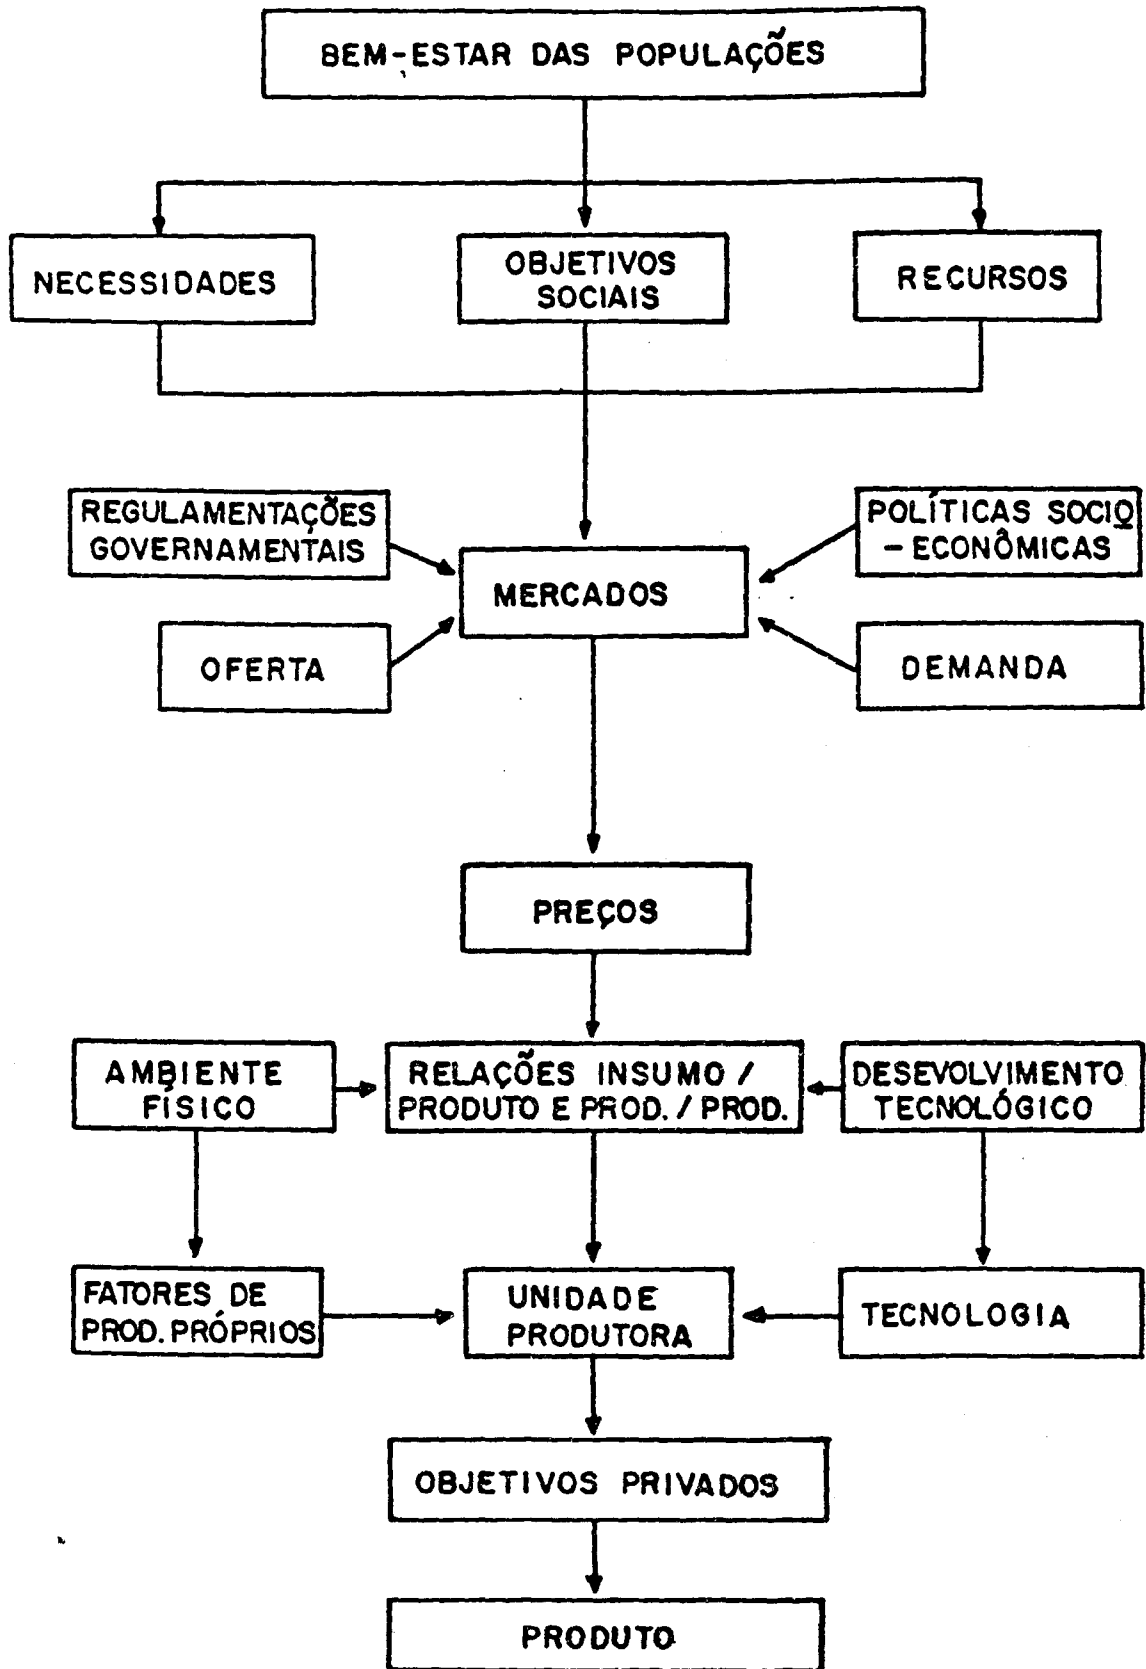 BEM-ESTAR DAS POPULAÇÕES
NECESSIDADES
OBJETIVOS
SOCIAIS
RECURSOS
REGULAMENTAÇÕES
GOVERNAMENTAIS
POLÍTICAS SOCIO
- ECONÔMICAS
MERCADOS
OFERTA
DEMANDA
PREÇOS
AMBIENTE
FÍSICO
RELAÇÕES INSUMO /
PRODUTO E PROD. / PROD.
DESEVOLVIMENTO
TECNOLÓGICO
FATORES DE
PROD. PRÓPRIOS
UNIDADE
PRODUTORA
TECNOLOGIA
OBJETIVOS PRIVADOS
PRODUTO